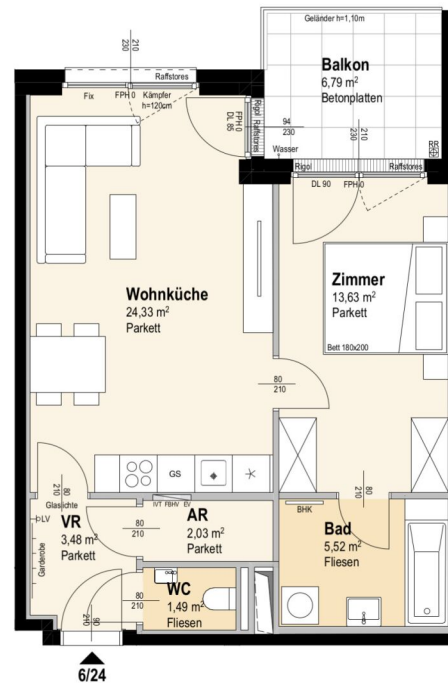 Geländer h=1,10m
Balkon
6,79 m²
Betonplatten
210
230
Raffstores
Fix
FPH 0
Kämpfer
h=120cm
FPH 0
DL 85
Rigol
Raffstores
94
230
Wasser
210
230
Rigol
Raffstores
DL 90
FPH 0
Zimmer
13,63 m²
Parkett
Bett 180x200
Wohnküche
24,33 m²
Parkett
80
210
GS
80
210
Glaslichte
LV
VR
3,48 m²
Parkett
Garderobe
IVT FBHV EV
80
210
AR
2,03 m²
Parkett
80
210
BHK
Bad
5,52 m²
Fliesen
80
210
WC
1,49 m²
Fliesen
90
210
6/24